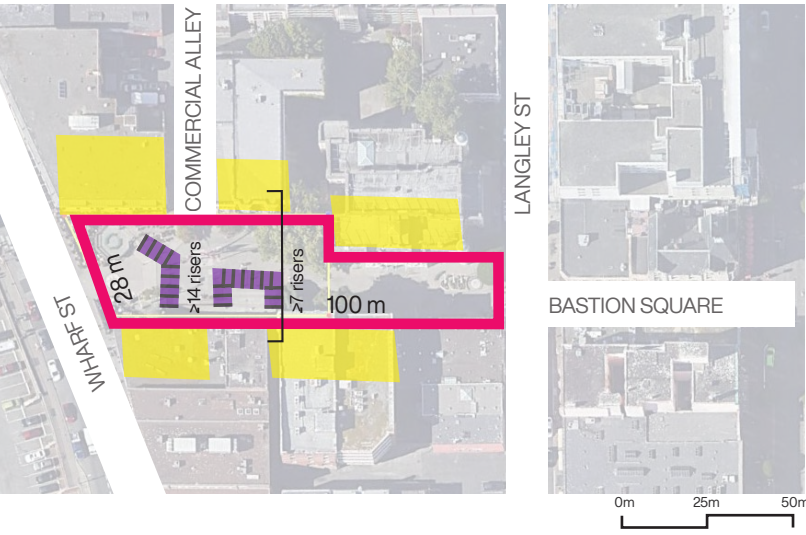 COMMERCIAL ALLEY
LANGLEY ST
WHARF ST
28 m
≥14 risers
≥7 risers
100 m
BASTION SQUARE
0m 25m 50m